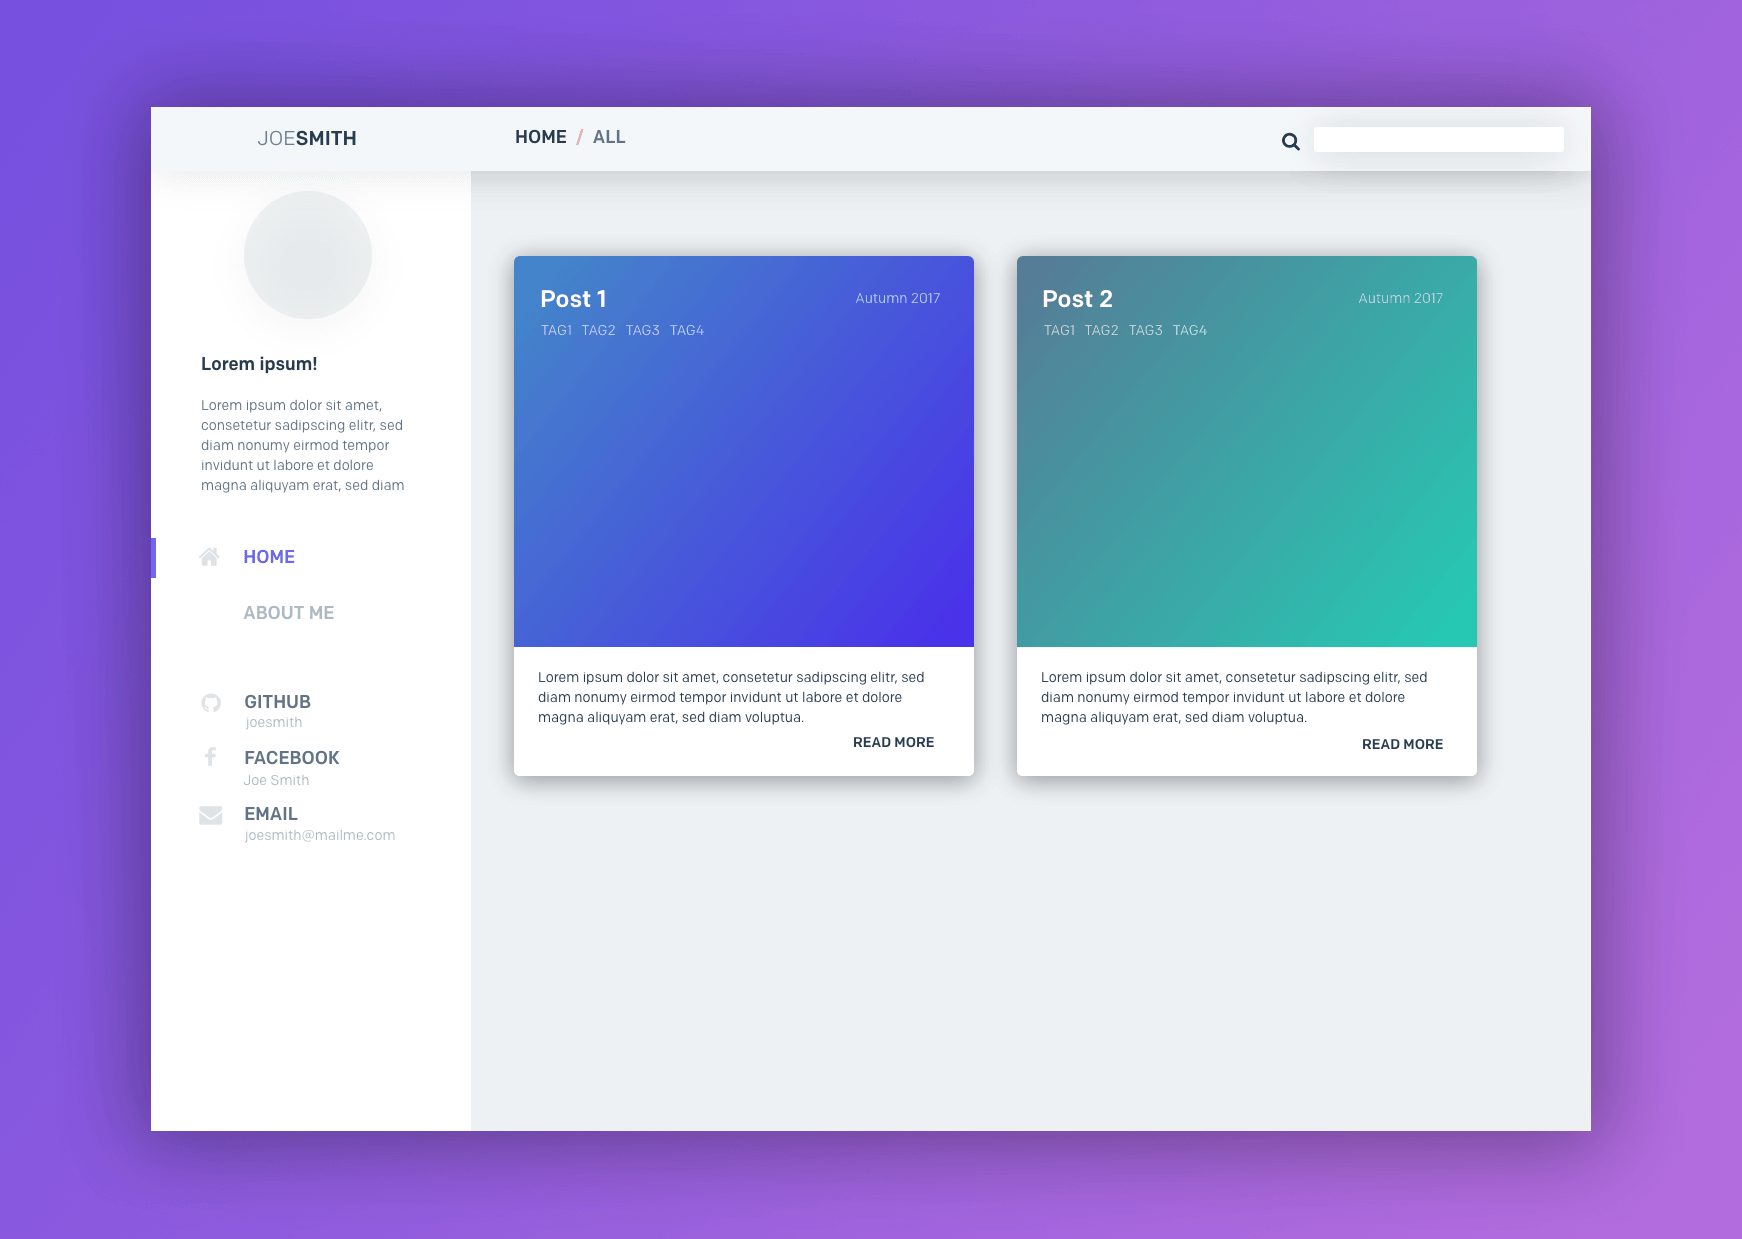 JOESMITH
HOME / ALL
Lorem ipsum!
Lorem ipsum dolor sit amet,
consetetur sadipscing elitr, sed
diam nonumy eirmod tempor
invidunt ut labore et dolore
magna aliquyam erat, sed diam
HOME
ABOUT ME
GITHUB
joesmith
FACEBOOK
Joe Smith
EMAIL
joesmith@mailme.com
Post 1
Autumn 2017
TAG1 TAG2 TAG3 TAG4
Lorem ipsum dolor sit amet, consetetur sadipscing elitr, sed
diam nonumy eirmod tempor invidunt ut labore et dolore
magna aliquyam erat, sed diam voluptua.
READ MORE
Post 2
Autumn 2017
TAG1 TAG2 TAG3 TAG4
Lorem ipsum dolor sit amet, consetetur sadipscing elitr, sed
diam nonumy eirmod tempor invidunt ut labore et dolore
magna aliquyam erat, sed diam voluptua.
READ MORE